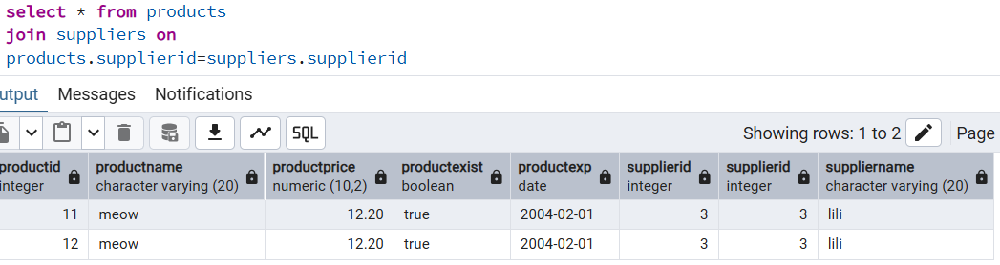 select * from products
join suppliers on
products.supplierid=suppliers.supplierid
utput Messages Notifications
SQL Showing rows: 1 to 2 Page
productid productname productprice productexist productexp supplierid supplierid suppliername
integer character varying (20) numeric (10,2) boolean date integer integer character varying (20)
11 meow 12.20 true 2004-02-01 3 3 lili
12 meow 12.20 true 2004-02-01 3 3 lili